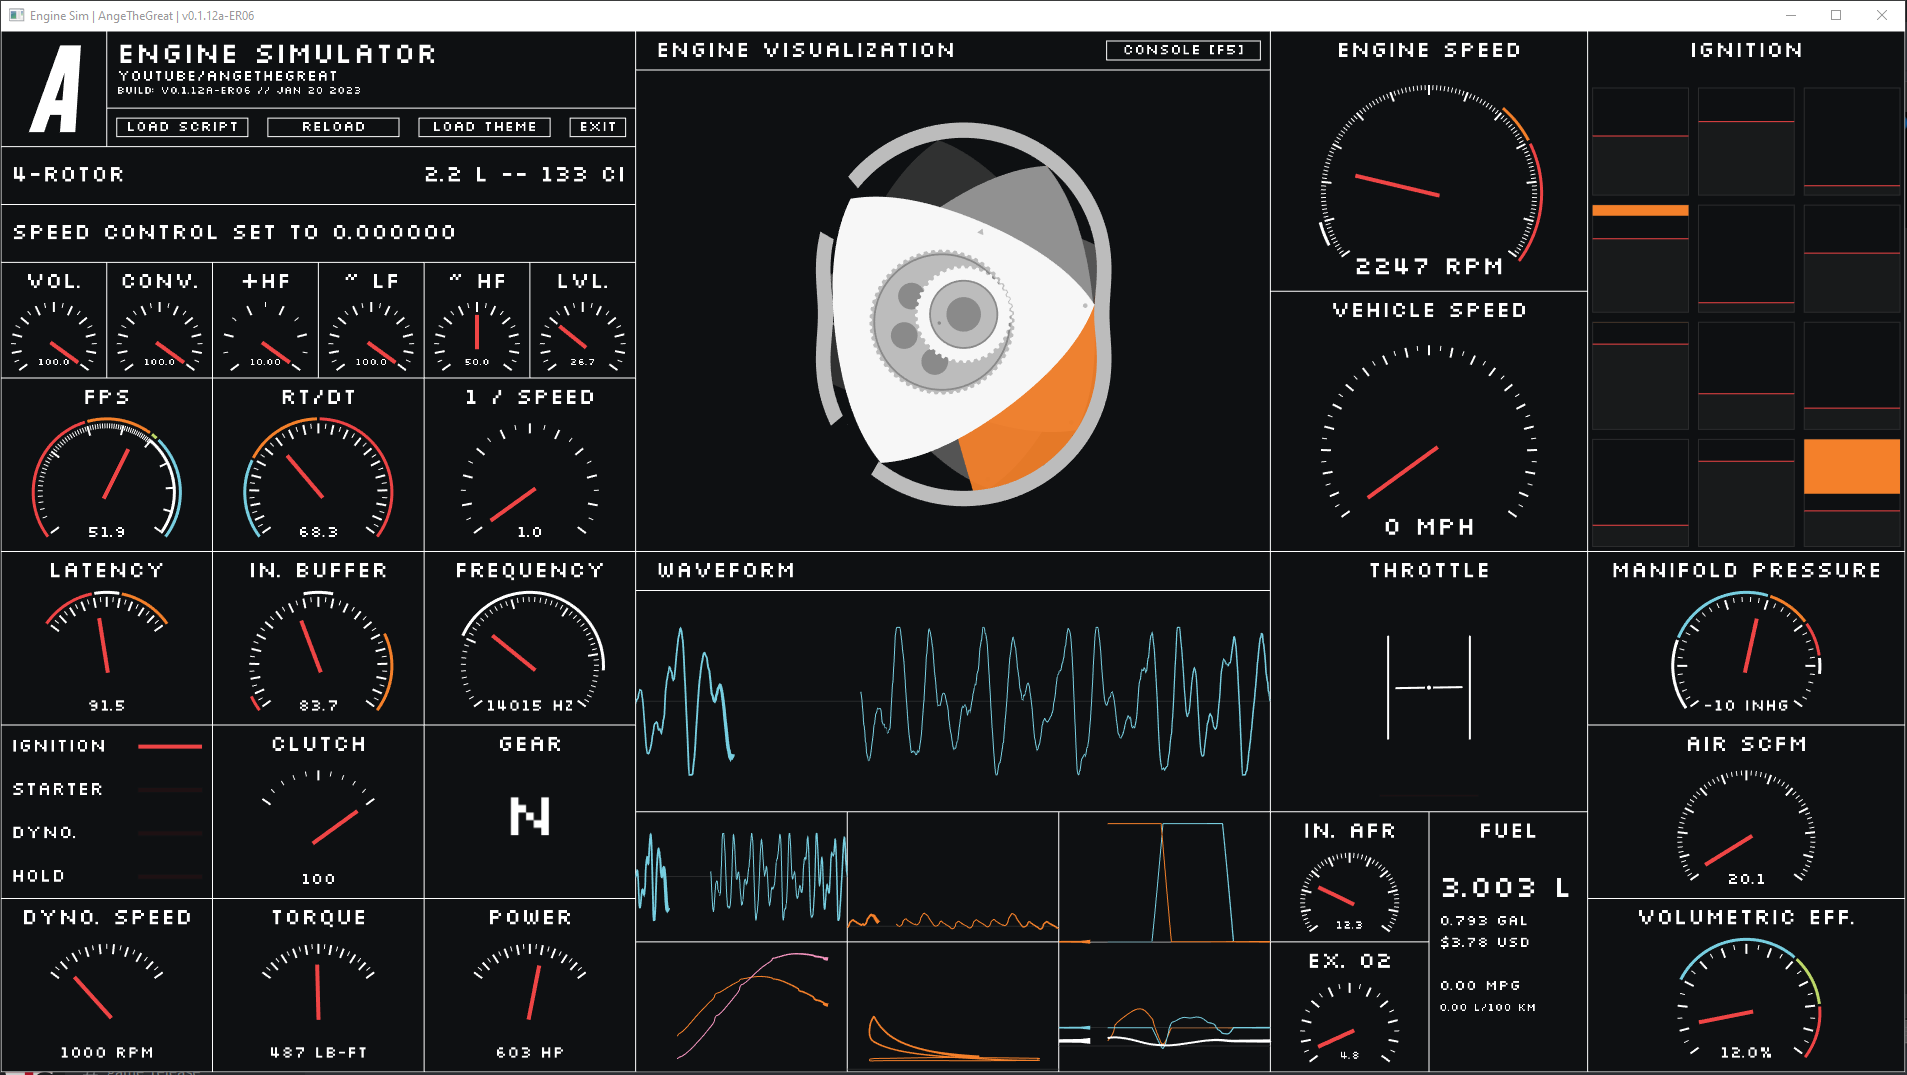 Engine Sim | AngeTheGreat | v0.1.12a-ER06
A
ENGINE SIMULATOR
YOUTUBE/ANGETHEGREAT
BUILD: V0.1.12A-ER06 // JAN 20 2023
LOAD SCRIPT
RELOAD
LOAD THEME
EXIT
4-ROTOR
2.2 L -- 133 CI
SPEED CONTROL SET TO 0.000000
VOL.
100.0
CONV.
100.0
+HF
10.00
~ LF
100.0
~ HF
50.0
LVL.
26.7
FPS
51.9
RT/DT
68.3
1 / SPEED
1.0
LATENCY
91.5
IN. BUFFER
83.7
FREQUENCY
14015 HZ
IGNITION
STARTER
DYNO.
HOLD
CLUTCH
100
GEAR
N
DYNO. SPEED
1000 RPM
TORQUE
487 LB-FT
POWER
603 HP
ENGINE VISUALIZATION
CONSOLE [F5]
WAVEFORM
ENGINE SPEED
2247 RPM
VEHICLE SPEED
0 MPH
THROTTLE
IN. AFR
12.3
EX. O2
4.8
FUEL
3.003 L
0.793 GAL
$3.78 USD
0.00 MPG
0.00 L/100 KM
IGNITION
MANIFOLD PRESSURE
-10 INHG
AIR SCFM
20.1
VOLUMETRIC EFF.
12.0%